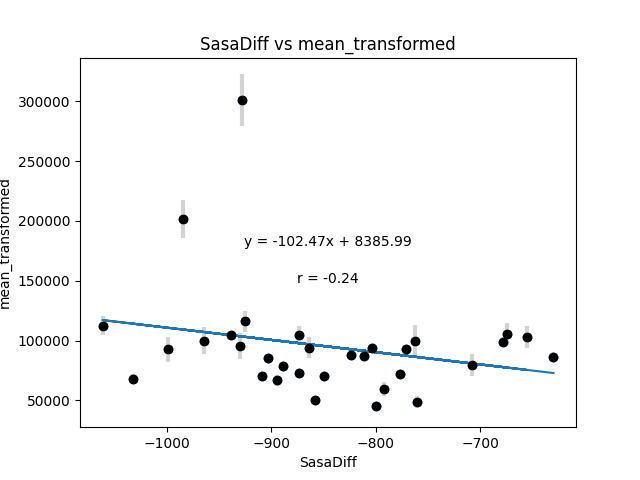 SasaDiff vs mean_transformed
300000
250000
200000
150000
100000
50000
mean_transformed
y = -102.47x + 8385.99
r = -0.24
−1000
−900
−800
−700
SasaDiff